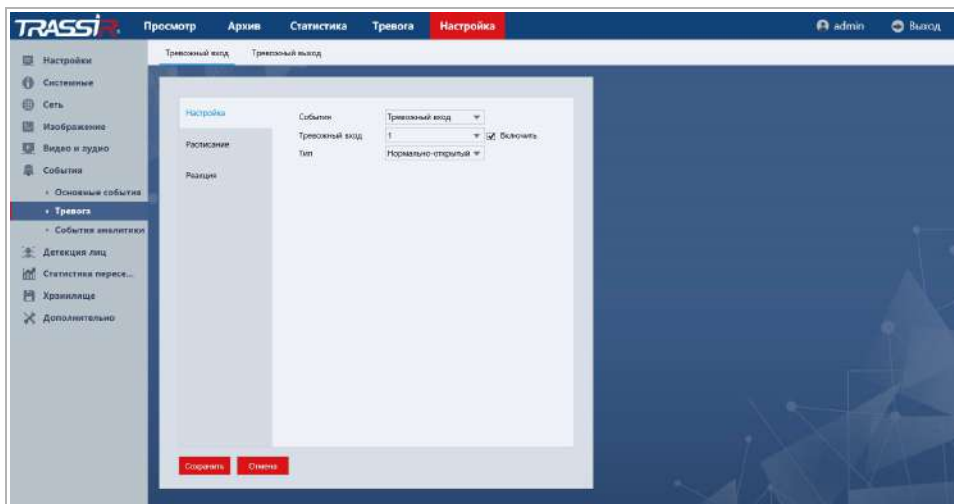 TRASSIR Просмотр Архив Статистика Тревога Настройка admin Выход
Тревожный вход Тревожный выход
Настройки
Системные
Сеть
Изображение
Видео и аудио
События
Основные события
Тревога
События аналитики
Детекция лиц
Статистика пересе...
Хранилище
Дополнительно
Настройка
Расписание
Реакция
Событие Тревожный вход
Тревожный вход 1 Включить
Тип Нормально-открытый
Сохранить Отмена